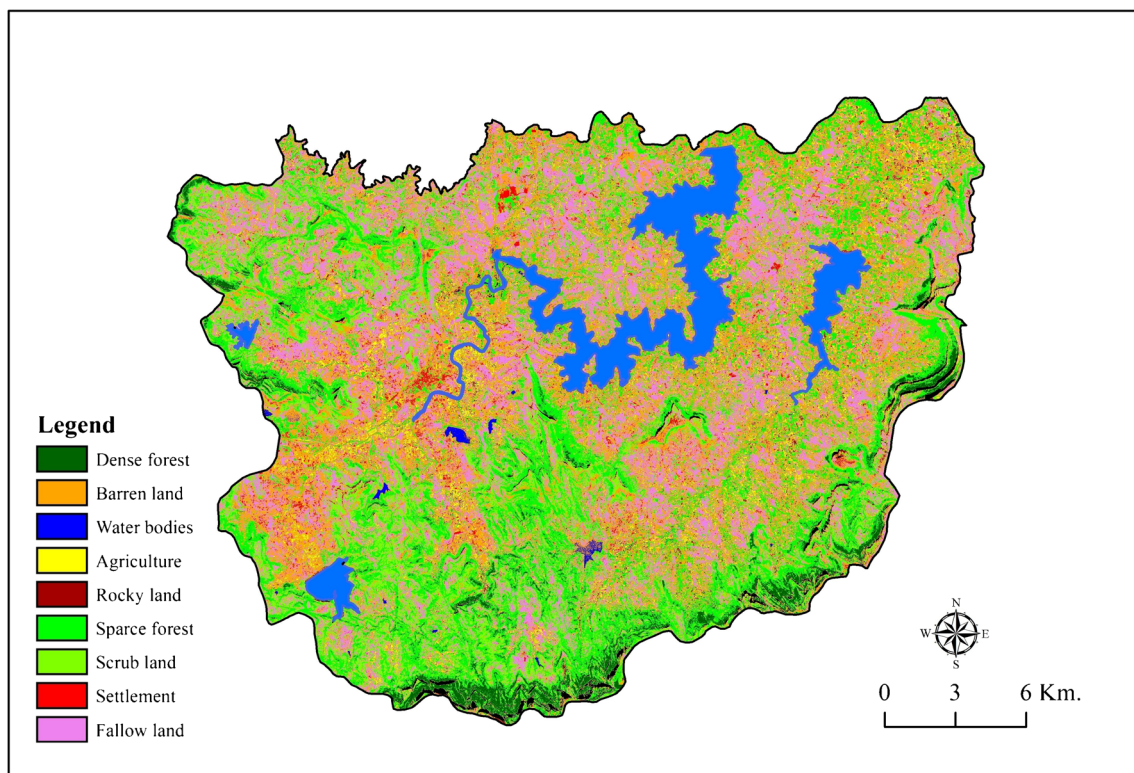 Legend
Dense forest
Barren land
Water bodies
Agriculture
Rocky land
Sparce forest
Scrub land
Settlement
Fallow land
N
W E
S
0 3 6 Km.